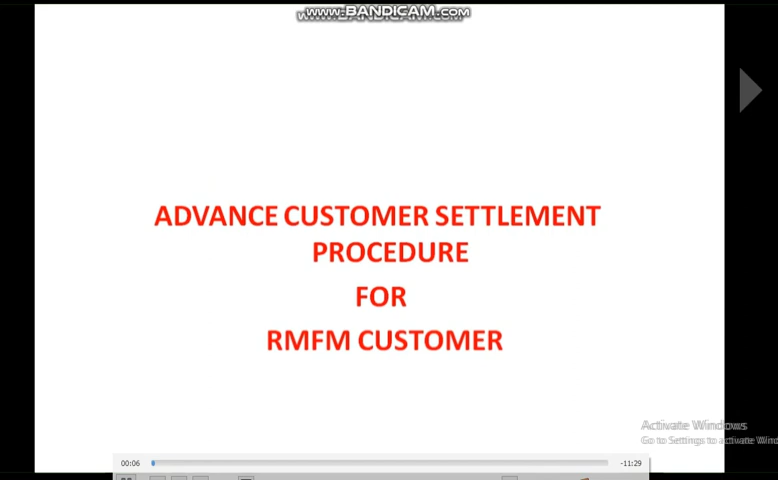 www.BANDICAM.com
ADVANCE CUSTOMER SETTLEMENT
PROCEDURE
FOR
RMFM CUSTOMER
Activate Windows
Go to Settings to activate Wind
00:06
-11:29